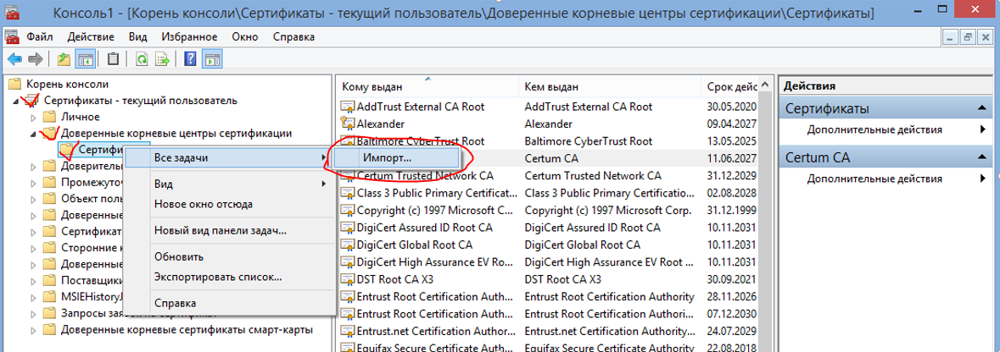 Консоль1 - [Корень консоли\Сертификаты - текущий пользователь\Доверенные корневые центры сертификации\Сертификаты]
Файл Действие Вид Избранное Окно Справка
Корень консоли
Сертификаты - текущий пользователь
Личное
Доверенные корневые центры сертификации
Сертифи
Доверитель
Промежуто
Объект поль
Доверенные
Сертификат
Сторонние к
Доверенные
Поставщики
MSIEHistoryJ
Запросы заявок на сертификат
Доверенные корневые сертификаты смарт-карты
Все задачи
Вид
Новое окно отсюда
Новый вид панели задач...
Обновить
Экспортировать список...
Справка
Импорт...
Кому выдан Кем выдан Срок дейс
AddTrust External CA Root AddTrust External CA Root 30.05.2020
Alexander Alexander 09.04.2027
Baltimore CyberTrust Root Baltimore CyberTrust Root 13.05.2025
Certum CA 11.06.2027
Certum Trusted Network CA Certum Trusted Network CA 31.12.2029
Class 3 Public Primary Certificat... Class 3 Public Primary Certificatio... 02.08.2028
Copyright (c) 1997 Microsoft C... Copyright (c) 1997 Microsoft Corp. 31.12.1999
DigiCert Assured ID Root CA DigiCert Assured ID Root CA 10.11.2031
DigiCert Global Root CA DigiCert Global Root CA 10.11.2031
DigiCert High Assurance EV Ro... DigiCert High Assurance EV Root ... 10.11.2031
DST Root CA X3 DST Root CA X3 30.09.2021
Entrust Root Certification Auth... Entrust Root Certification Authority 28.11.2026
Entrust Root Certification Auth... Entrust Root Certification Authority ... 07.12.2030
Entrust.net Certification Auth... Entrust.net Certification Authority... 24.07.2029
Equifax Secure Certificate Auth... Equifax Secure Certificate Authority 22.08.2018
Действия
Сертификаты
Дополнительные действия
Certum CA
Дополнительные действия